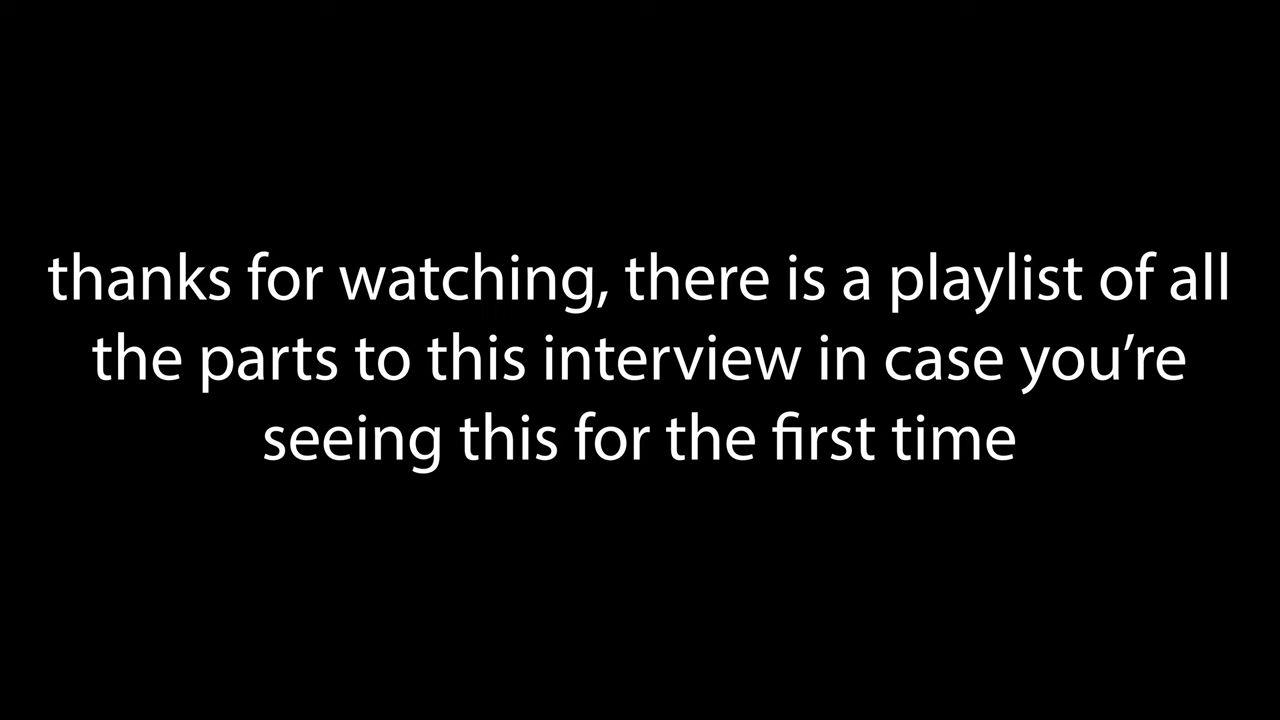 thanks for watching, there is a playlist of all
the parts to this interview in case you’re
seeing this for the first time